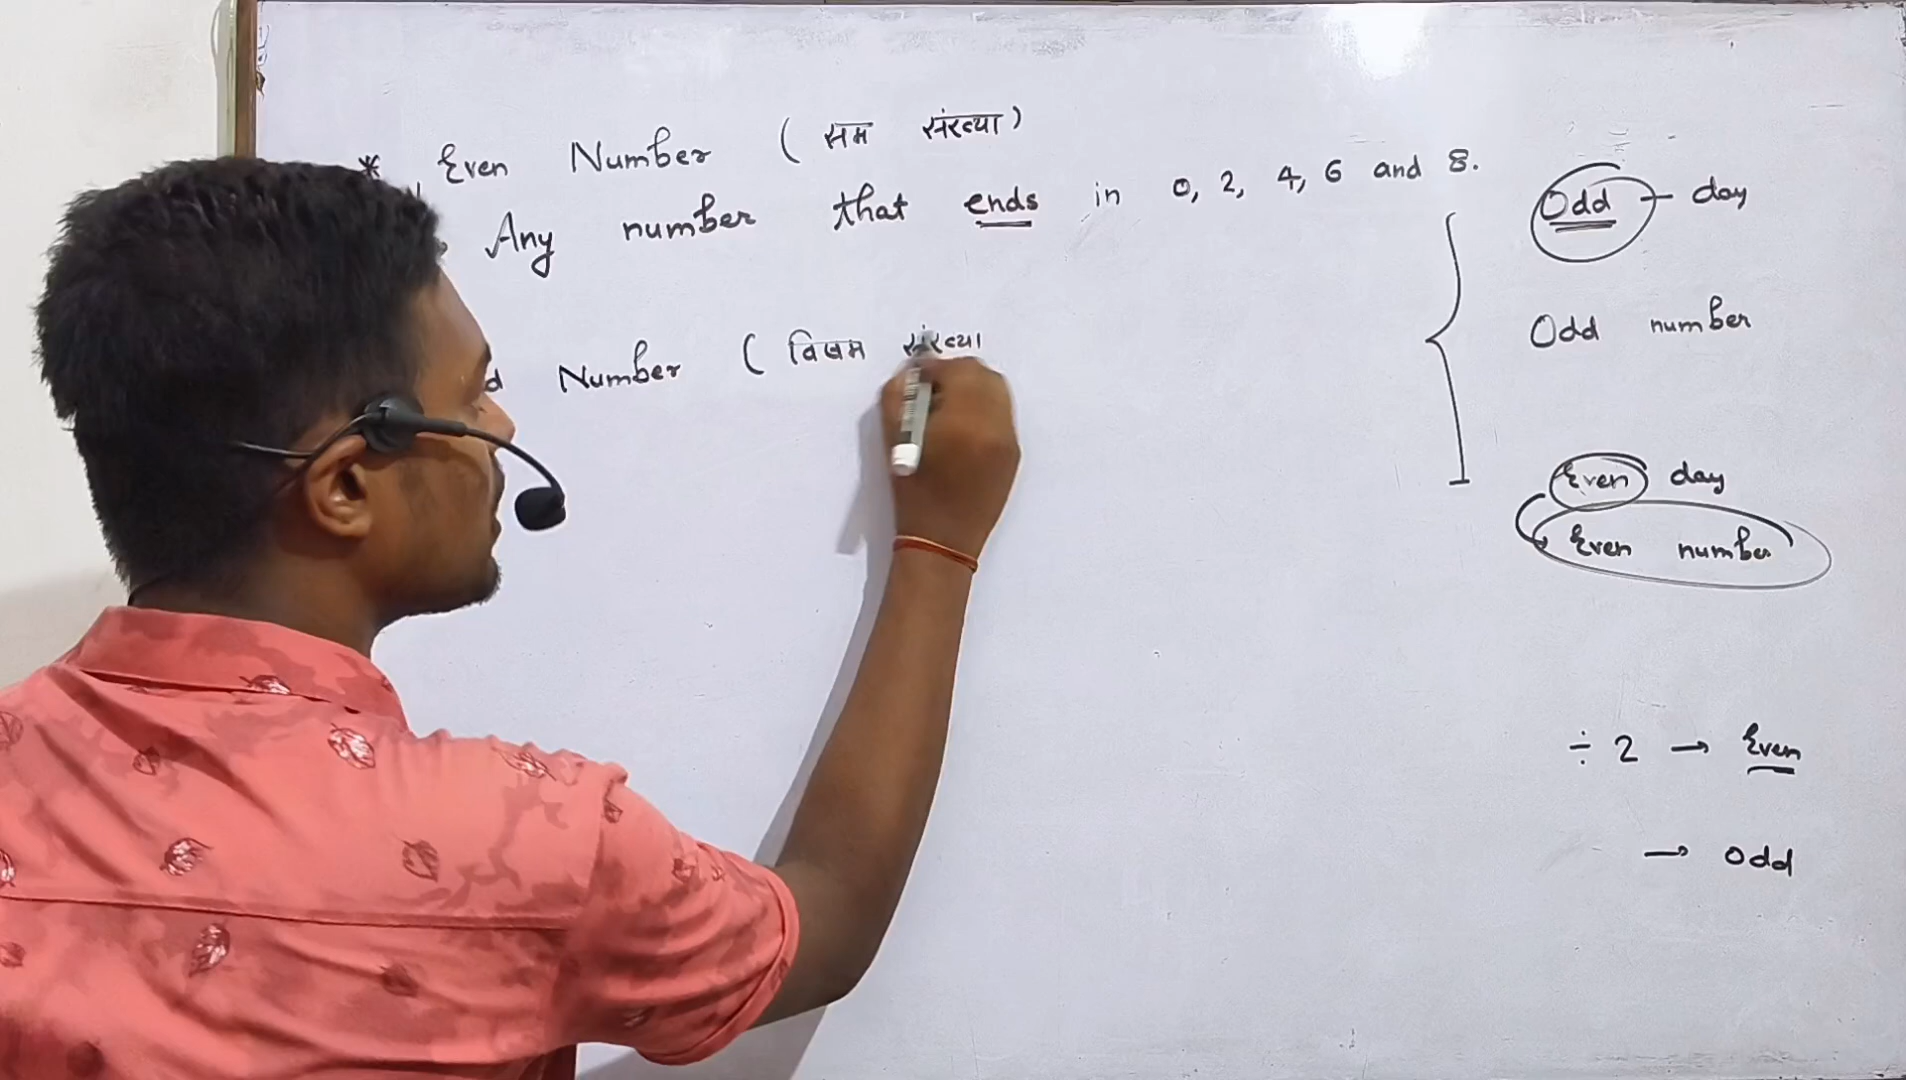 * Even Number ( सम संख्या )
Any number that ends in 0, 2, 4, 6 and 8.
d Number ( विषम संख्या
Odd - day
Odd number
Even day
Even number
÷ 2 → Even
→ odd